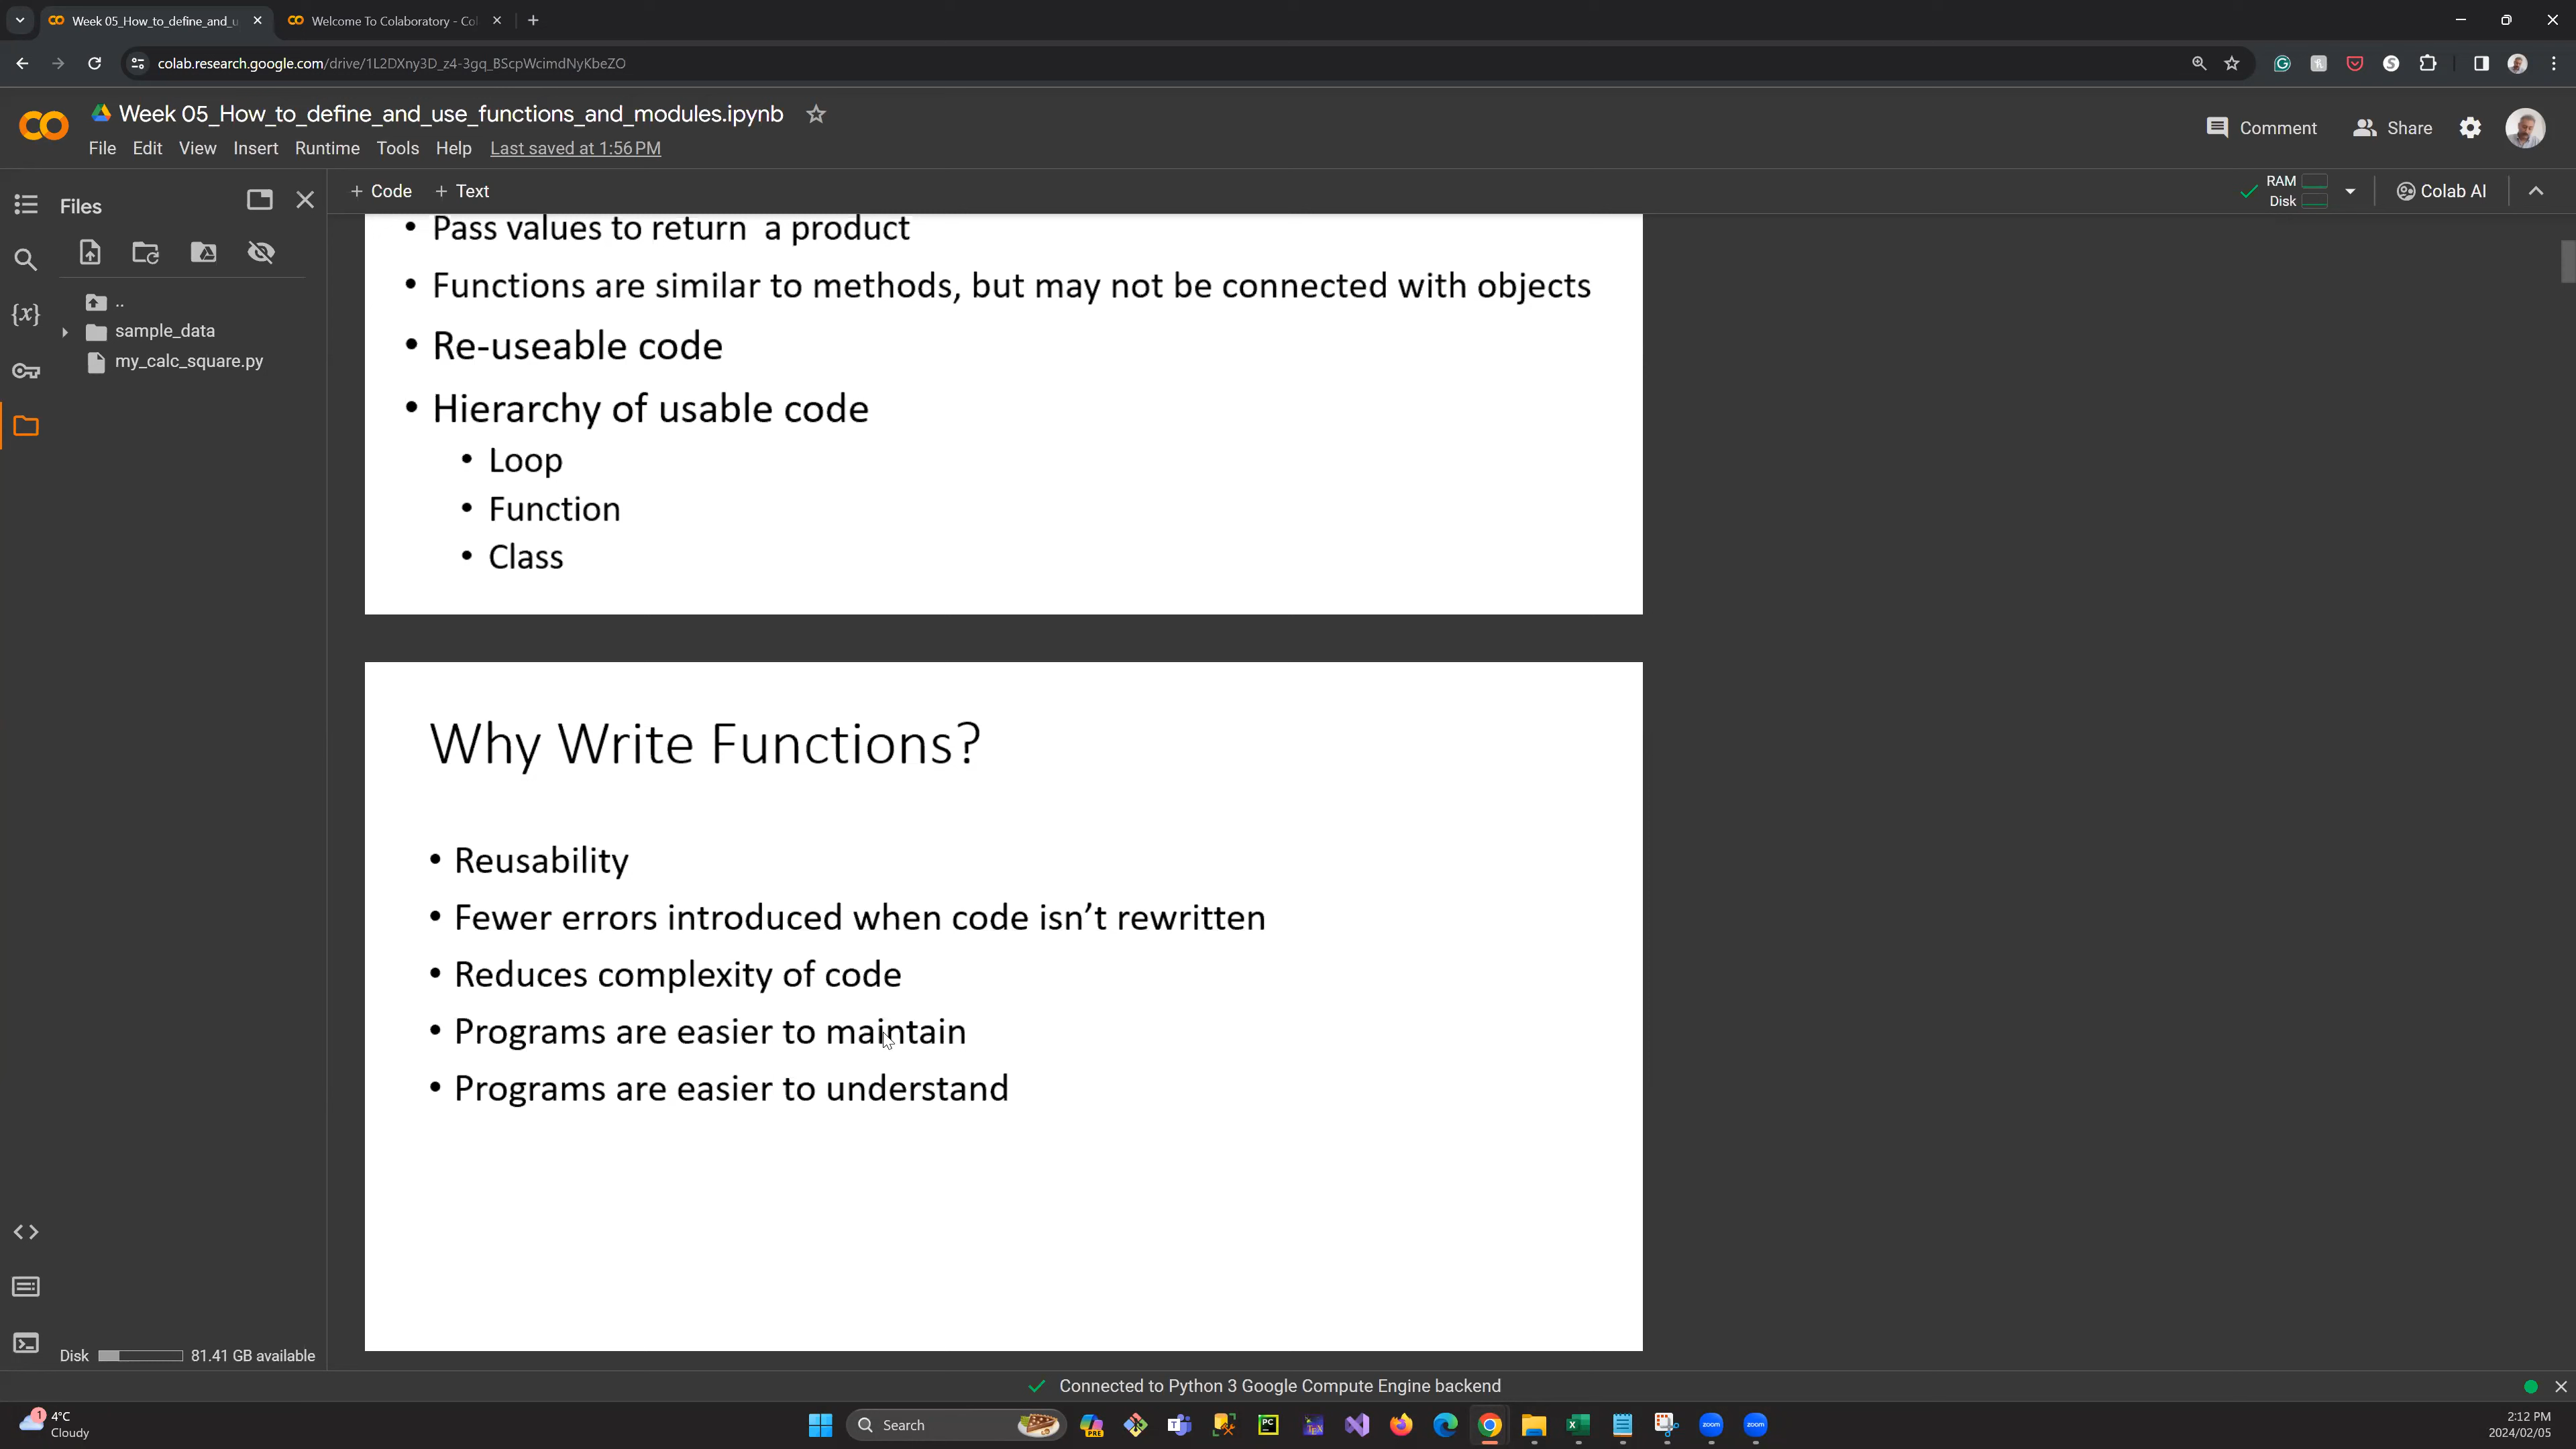 Week 05_How_to_define_and_u
Welcome To Colaboratory - Col
colab.research.google.com/drive/1L2DXny3D_z4-3gq_BScpWcimdNyKbeZO
Week 05_How_to_define_and_use_functions_and_modules.ipynb
Comment
Share
File Edit View Insert Runtime Tools Help Last saved at 1:56 PM
Files
+ Code + Text
RAM
Disk
Colab AI
..
sample_data
my_calc_square.py
{x}
• Pass values to return a product
• Functions are similar to methods, but may not be connected with objects
• Re-useable code
• Hierarchy of usable code
• Loop
• Function
• Class
Why Write Functions?
• Reusability
• Fewer errors introduced when code isn't rewritten
• Reduces complexity of code
• Programs are easier to maintain
• Programs are easier to understand
Disk 81.41 GB available
Connected to Python 3 Google Compute Engine backend
1
4°C
Cloudy
Search
PRE
T
PC
zoom
zoom
2:12 PM
2024/02/05